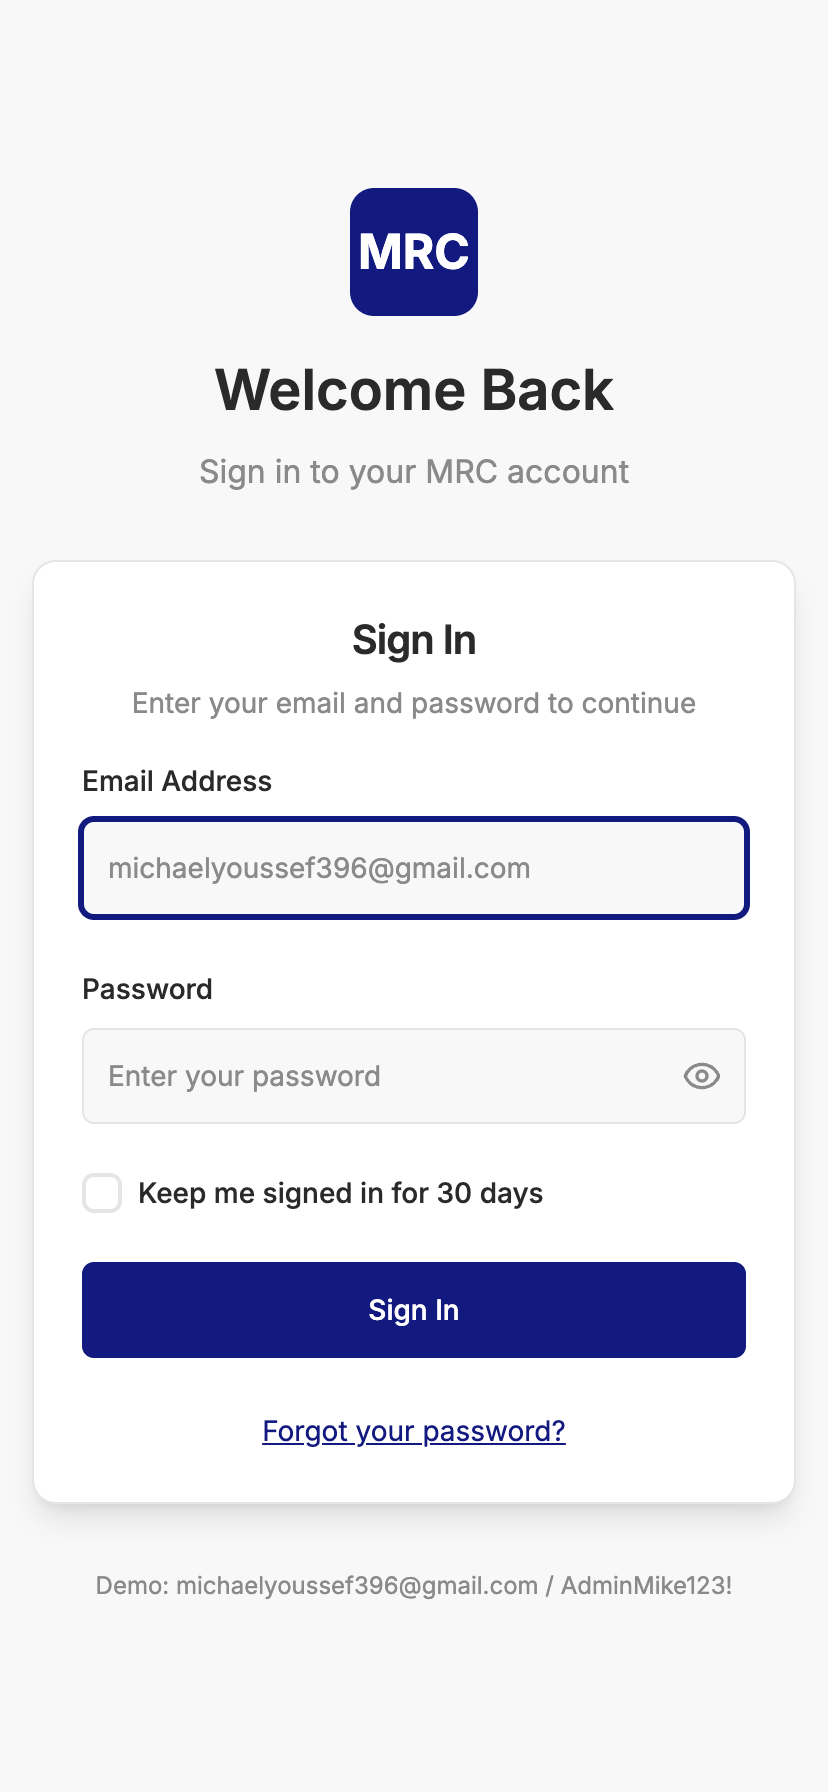 MRC
Welcome Back
Sign in to your MRC account
Sign In
Enter your email and password to continue
Email Address
michaelyoussef396@gmail.com
Password
Enter your password
Keep me signed in for 30 days
Sign In
Forgot your password?
Demo: michaelyoussef396@gmail.com / AdminMike123!